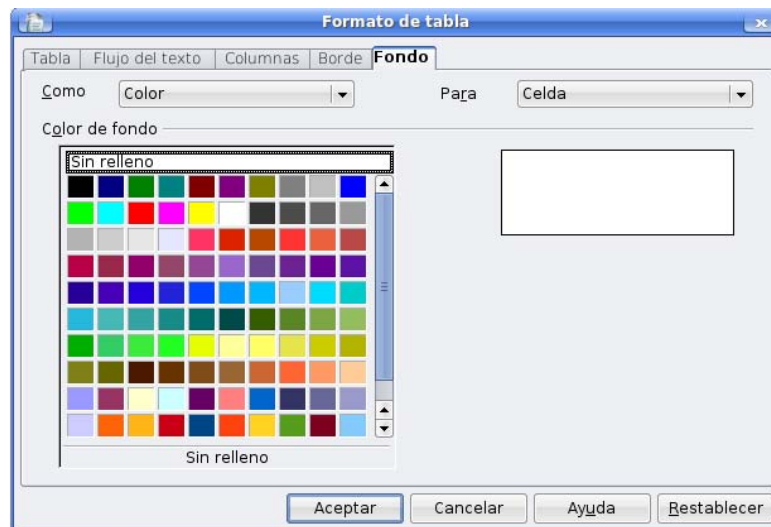 Formato de tabla
Tabla Flujo del texto Columnas Borde Fondo
Como Color Para Celda
Color de fondo
Sin relleno
Sin relleno
Aceptar Cancelar Ayuda Restablecer